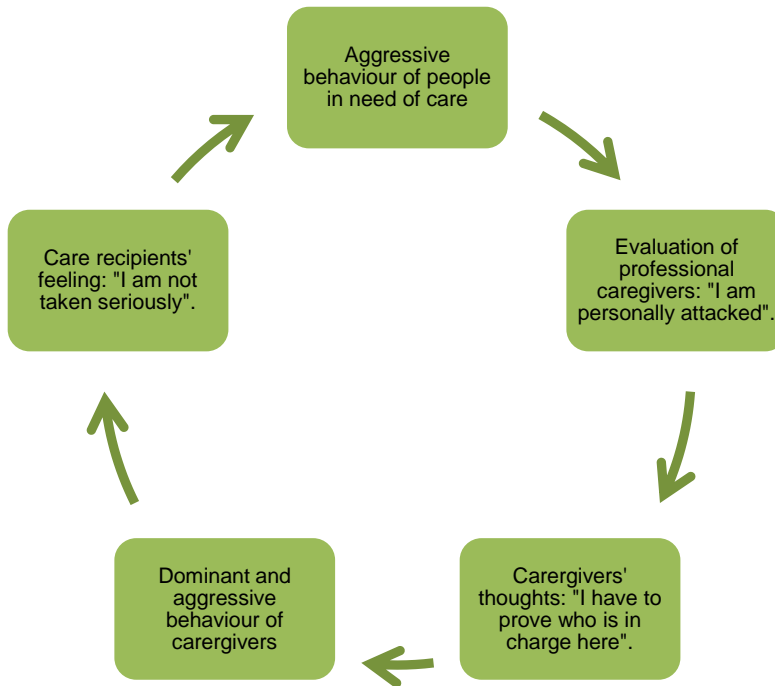 Aggressive
behaviour of people
in need of care
Evaluation of
professional
caregivers: "I am
personally attacked".
Carergivers'
thoughts: "I have to
prove who is in
charge here".
Dominant and
aggressive
behaviour of
carergivers
Care recipients'
feeling: "I am not
taken seriously".